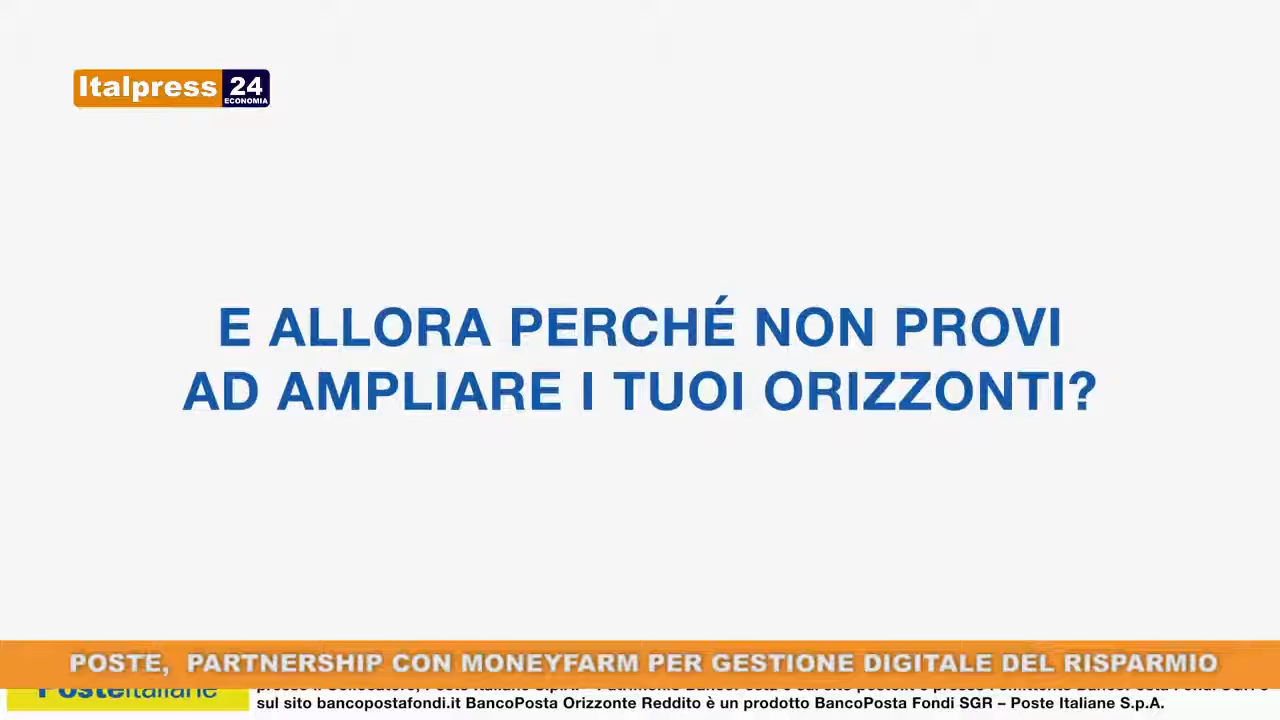 Italpress 24
ECONOMIA
E ALLORA PERCHÉ NON PROVI
AD AMPLIARE I TUOI ORIZZONTI?
POSTE, PARTNERSHIP CON MONEYFARM PER GESTIONE DIGITALE DEL RISPARMIO
Posteitaliane
sul sito bancopostafondi.it BancoPosta Orizzonte Reddito è un prodotto BancoPosta Fondi SGR – Poste Italiane S.p.A.